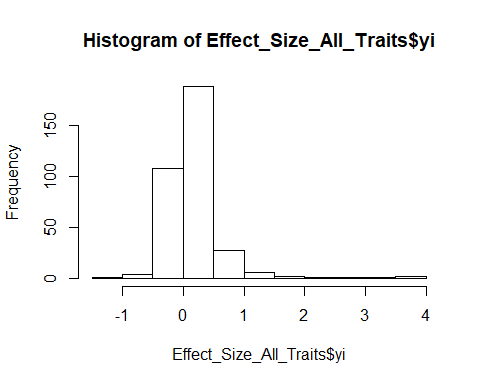 Histogram of Effect_Size_All_Traits$yi
Frequency
150
100
50
0
-1 0 1 2 3 4
Effect_Size_All_Traits$yi